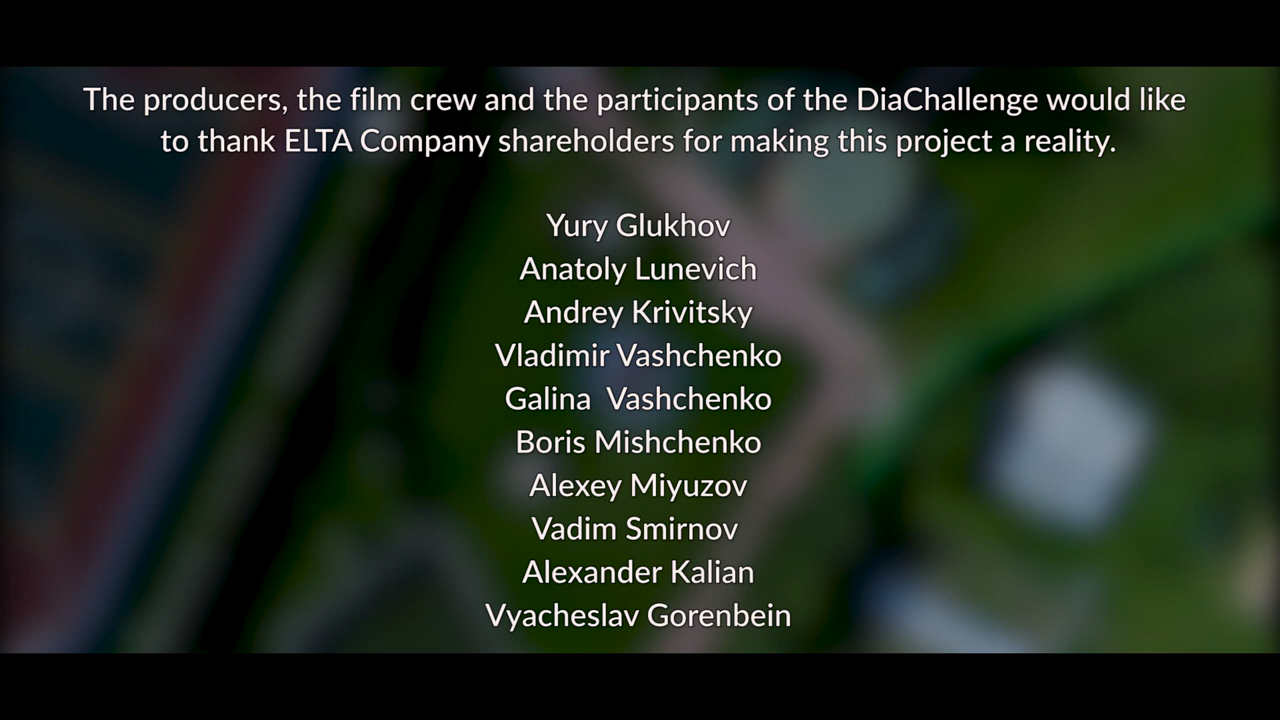 The producers, the film crew and the participants of the DiaChallenge would like
to thank ELTA Company shareholders for making this project a reality.
Yury Glukhov
Anatoly Lunevich
Andrey Krivitsky
Vladimir Vashchenko
Galina  Vashchenko
Boris Mishchenko
Alexey Miyuzov
Vadim Smirnov
Alexander Kalian
Vyacheslav Gorenbein